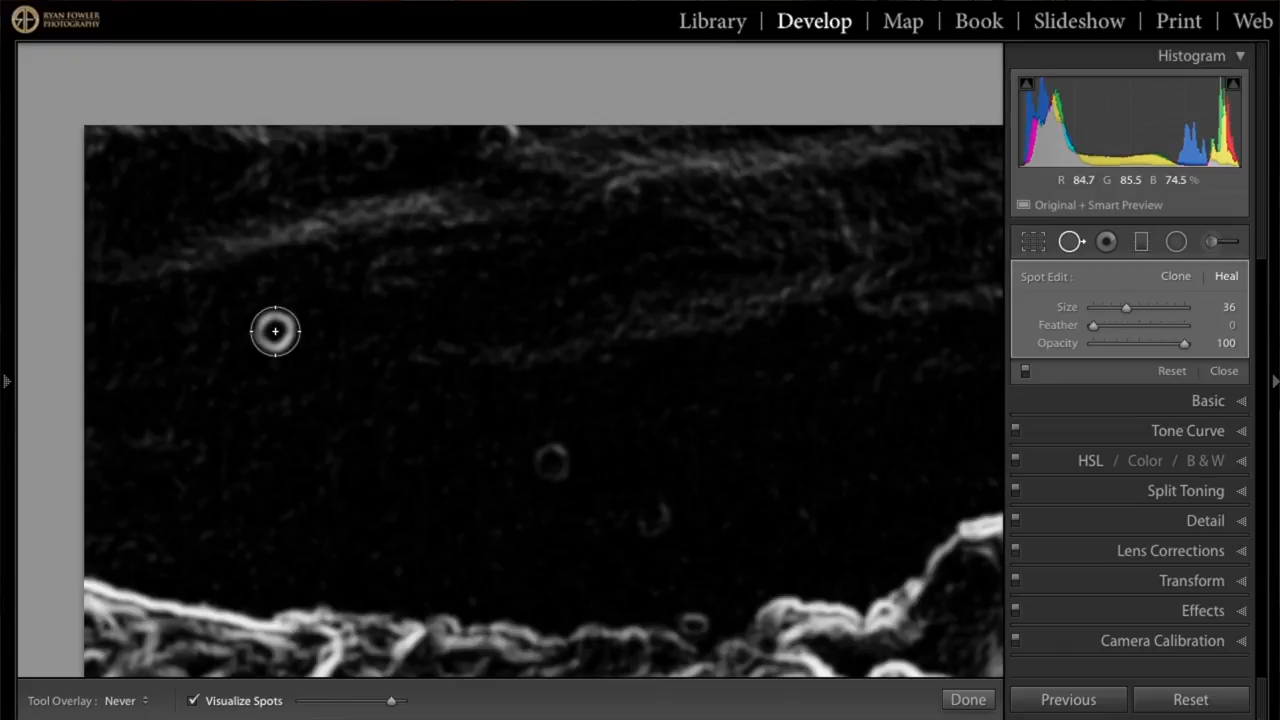 RYAN FOWLER
PHOTOGRAPHY
Library | Develop | Map | Book | Slideshow | Print | Web
Histogram
R 84.7 G 85.5 B 74.5 %
Original + Smart Preview
Spot Edit : Clone | Heal
Size 36
Feather 0
Opacity 100
Reset Close
Basic
Tone Curve
HSL / Color / B & W
Split Toning
Detail
Lens Corrections
Transform
Effects
Camera Calibration
Tool Overlay : Never Visualize Spots Done Previous Reset